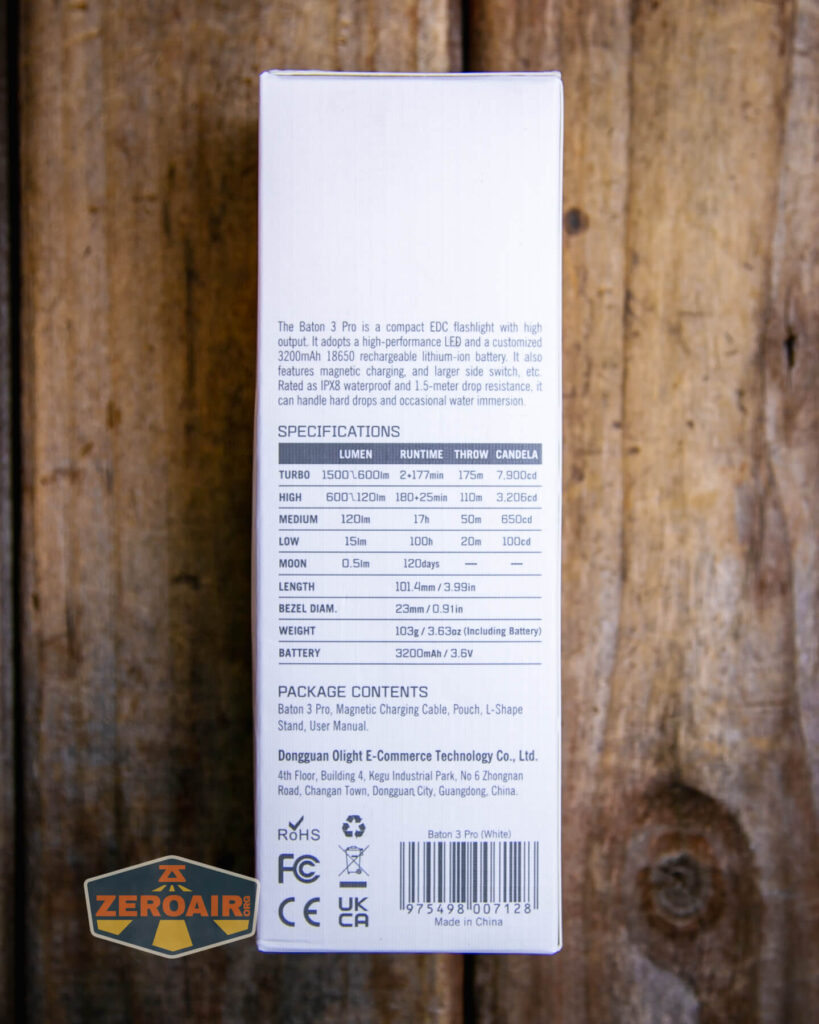 The Baton 3 Pro is a compact EDC flashlight with high
output. It adopts a high-performance LED and a customized
3200mAh 18650 rechargeable lithium-ion battery. It also
features magnetic charging, and larger side switch, etc.
Rated as IPX8 waterproof and 1.5-meter drop resistance, it
can handle hard drops and occasional water immersion.
SPECIFICATIONS
LUMEN RUNTIME THROW CANDELA
TURBO 1500~600lm 2+177min 175m 7,900cd
HIGH 600~120lm 180+25min 110m 3,206cd
MEDIUM 120lm 17h 50m 650cd
LOW 15lm 100h 20m 100cd
MOON 0.5lm 120days — —
LENGTH 101.4mm / 3.99in
BEZEL DIAM. 23mm / 0.91in
WEIGHT 103g / 3.63oz (Including Battery)
BATTERY 3200mAh / 3.6V
PACKAGE CONTENTS
Baton 3 Pro, Magnetic Charging Cable, Pouch, L-Shape
Stand, User Manual.
Dongguan Olight E-Commerce Technology Co., Ltd.
4th Floor, Building 4, Kegu Industrial Park, No 6 Zhongnan
Road, Changan Town, Dongguan City, Guangdong, China.
RoHS
Baton 3 Pro (White)
FC
CE
UK
CA
975498 007128
Made in China
ZEROAIR.ORG